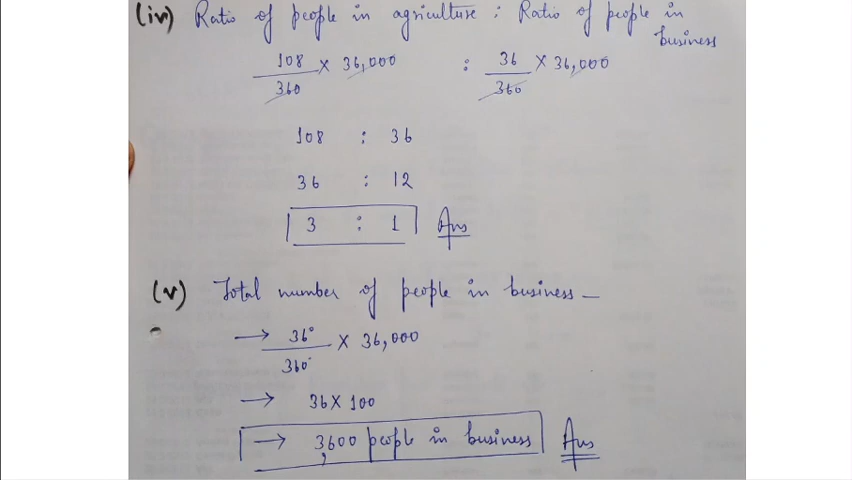 (iv) Ratio of people in agriculture : Ratio of people in business
108/360 × 36,000 : 36/360 × 36,000
108 : 36
36 : 12
3 : 1 Ans
(v) Total number of people in business —
→ 36°/360° × 36,000
→ 36 × 100
→ 3,600 people in business Ans